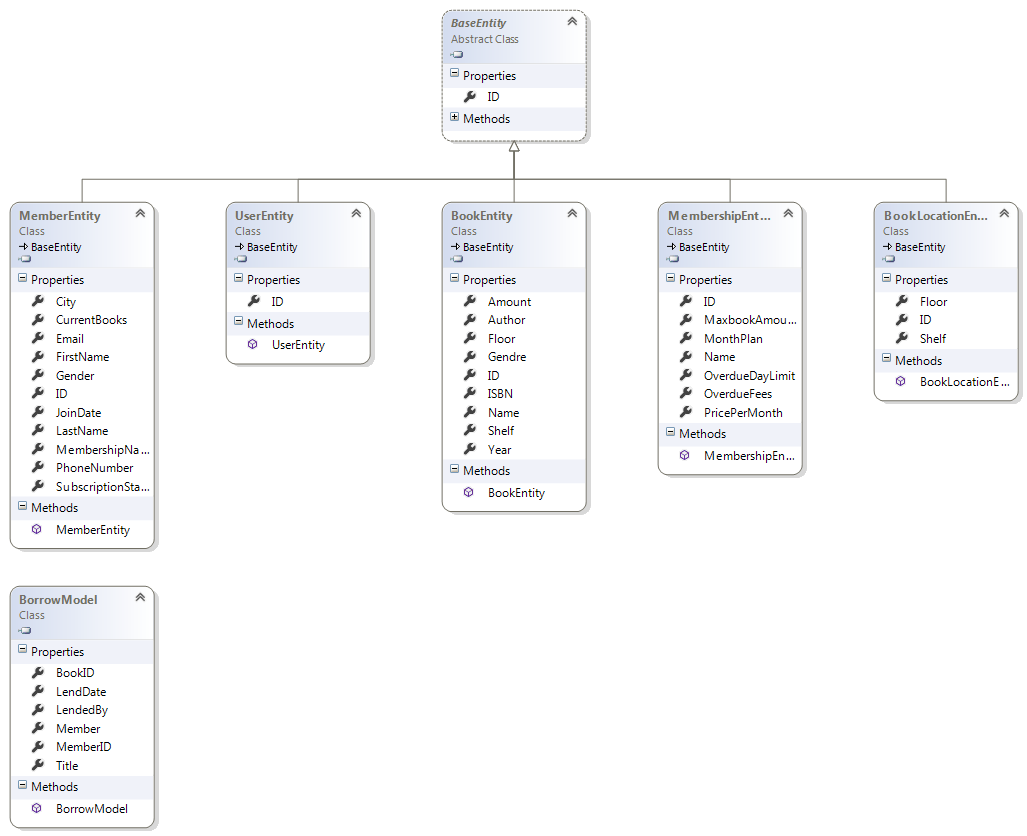 BaseEntity
Abstract Class
Properties
ID
Methods
MemberEntity
Class
BaseEntity
Properties
City
CurrentBooks
Email
FirstName
Gender
ID
JoinDate
LastName
MembershipNa...
PhoneNumber
SubscriptionSta...
Methods
MemberEntity
UserEntity
Class
BaseEntity
Properties
ID
Methods
UserEntity
BookEntity
Class
BaseEntity
Properties
Amount
Author
Floor
Gendre
ID
ISBN
Name
Shelf
Year
Methods
BookEntity
MembershipEnt...
Class
BaseEntity
Properties
ID
MaxbookAmou...
MonthPlan
Name
OverdueDayLimit
OverdueFees
PricePerMonth
Methods
MembershipEn...
BookLocationEn...
Class
BaseEntity
Properties
Floor
ID
Shelf
Methods
BookLocationE...
BorrowModel
Class
Properties
BookID
LendDate
LendedBy
Member
MemberID
Title
Methods
BorrowModel